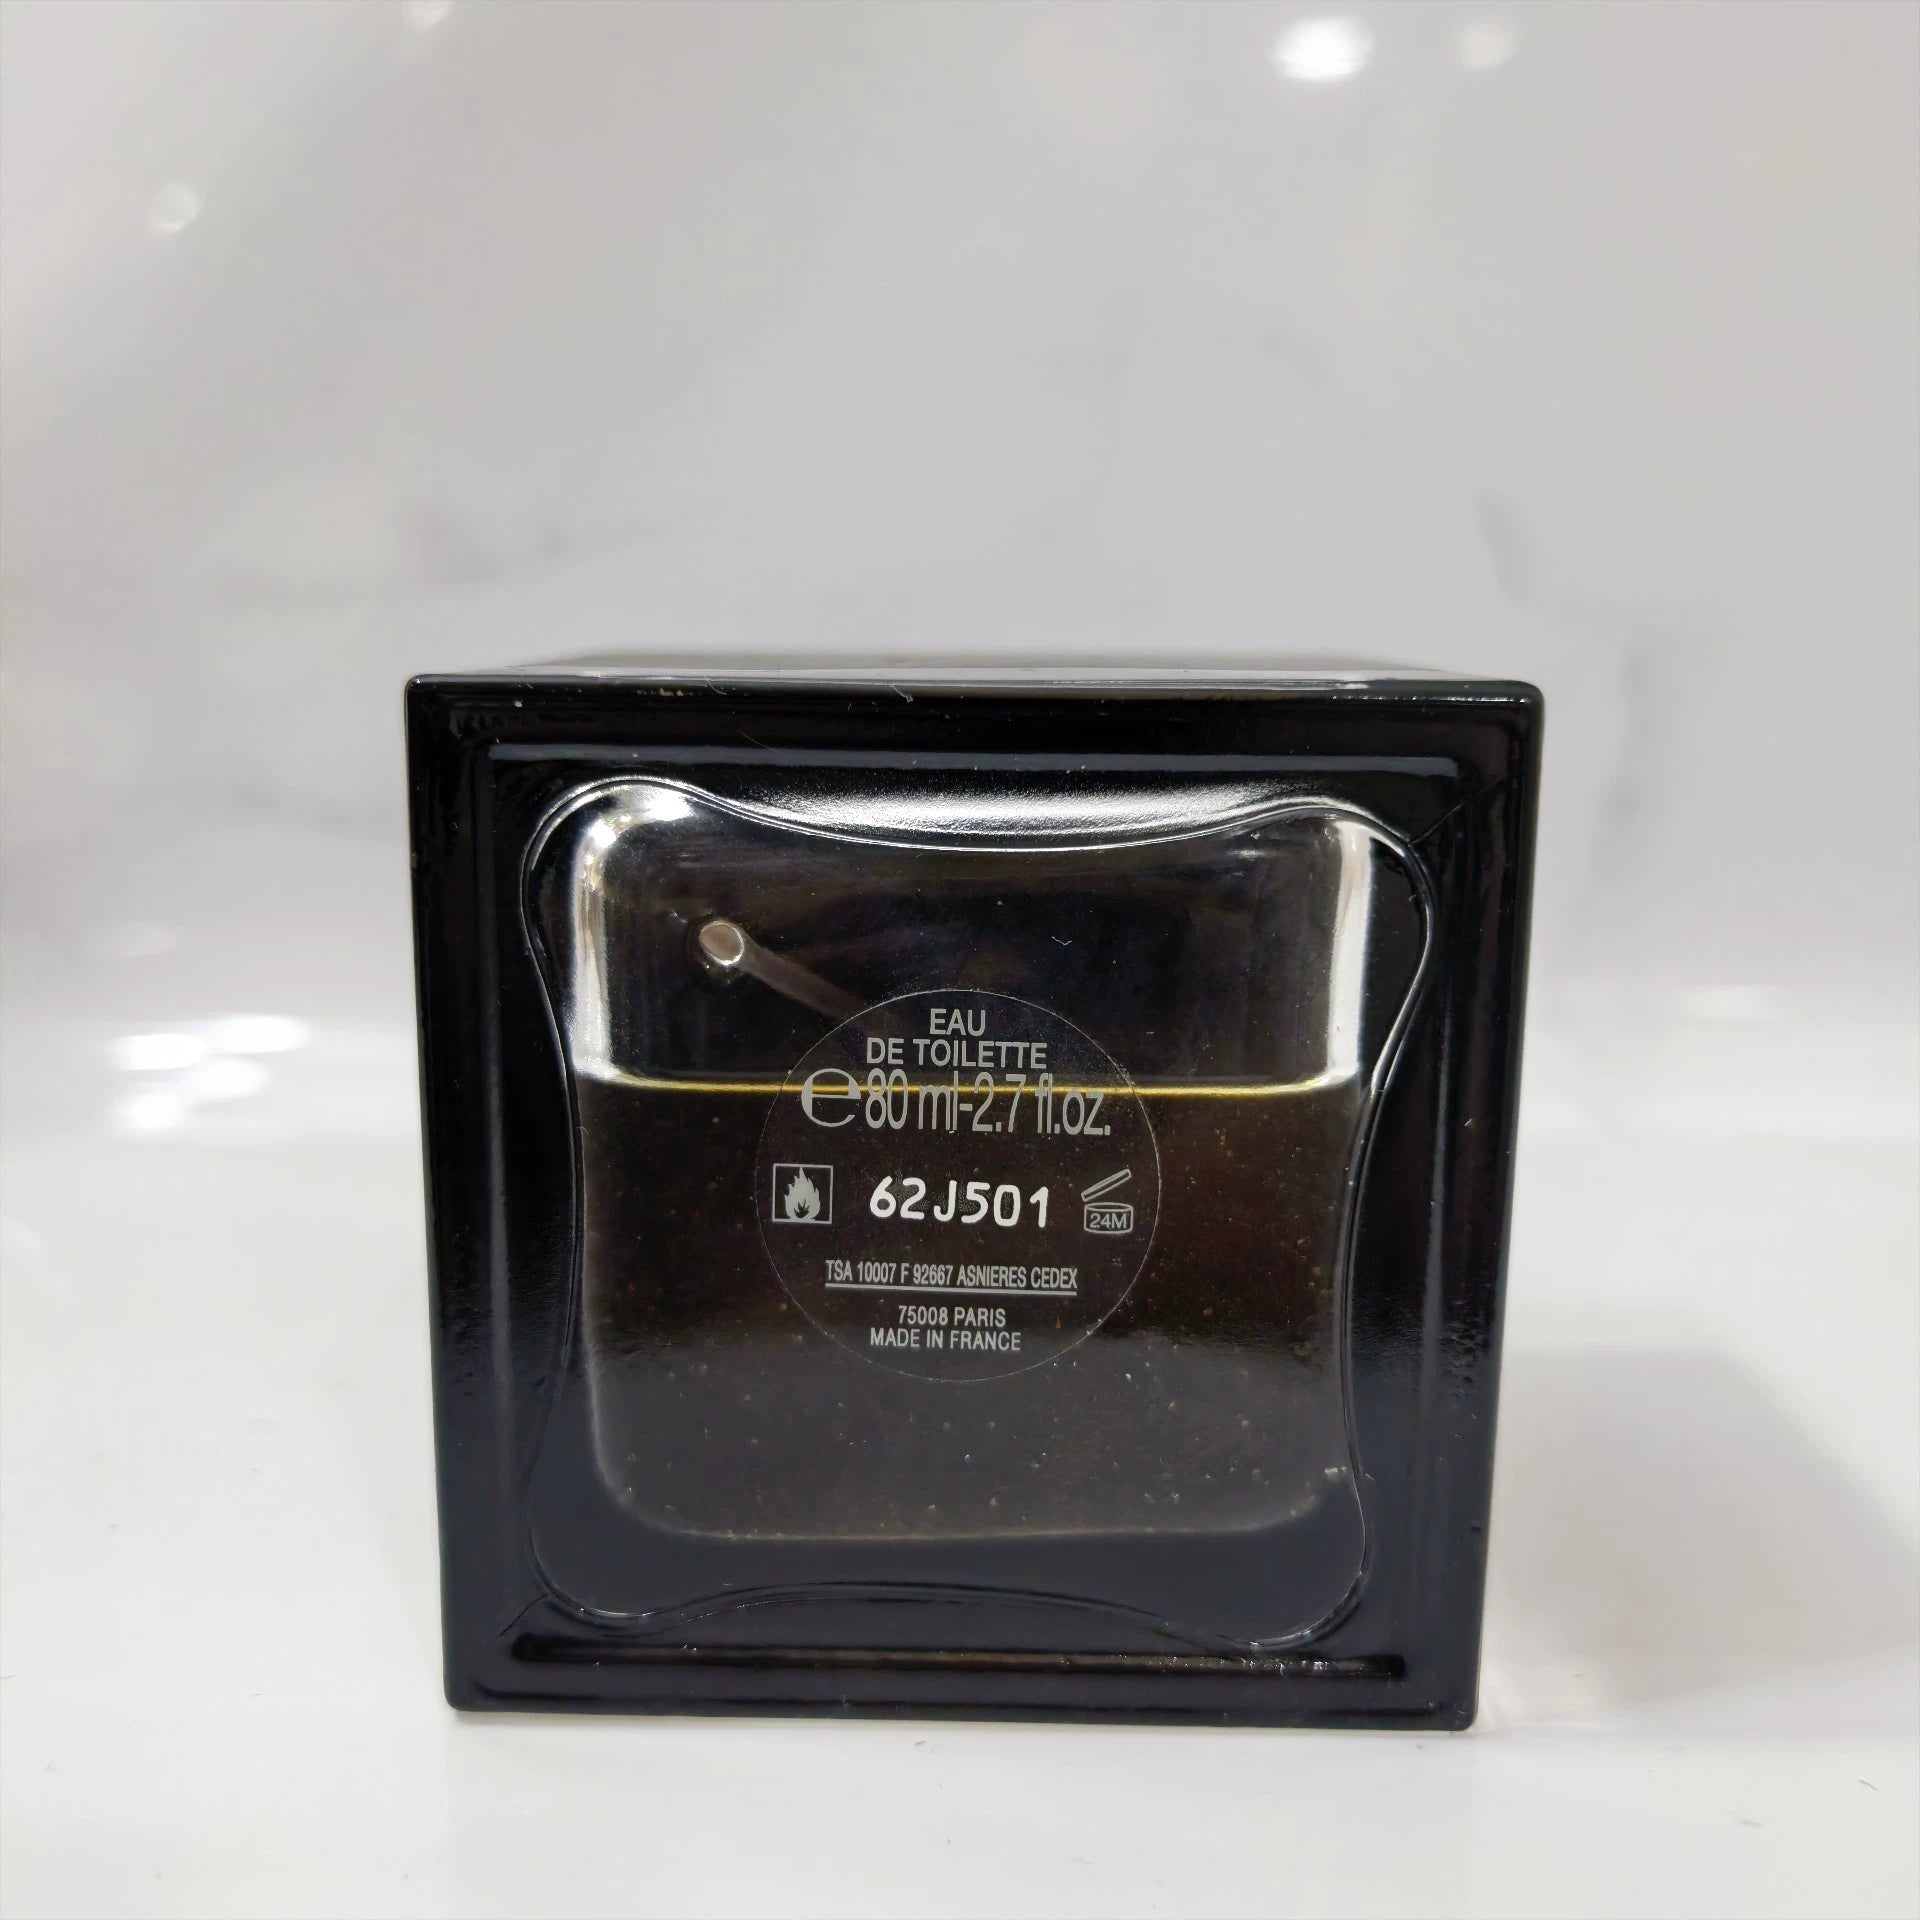 EAU
DE TOILETTE
℮80 ml-2.7 fl.oz.
62J501
24M
TSA 10007 F 92667 ASNIERES CEDEX
75008 PARIS
MADE IN FRANCE